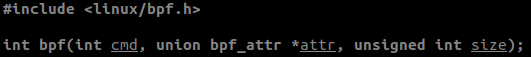 #include <linux/bpf.h>
int bpf(int cmd, union bpf_attr *attr, unsigned int size);